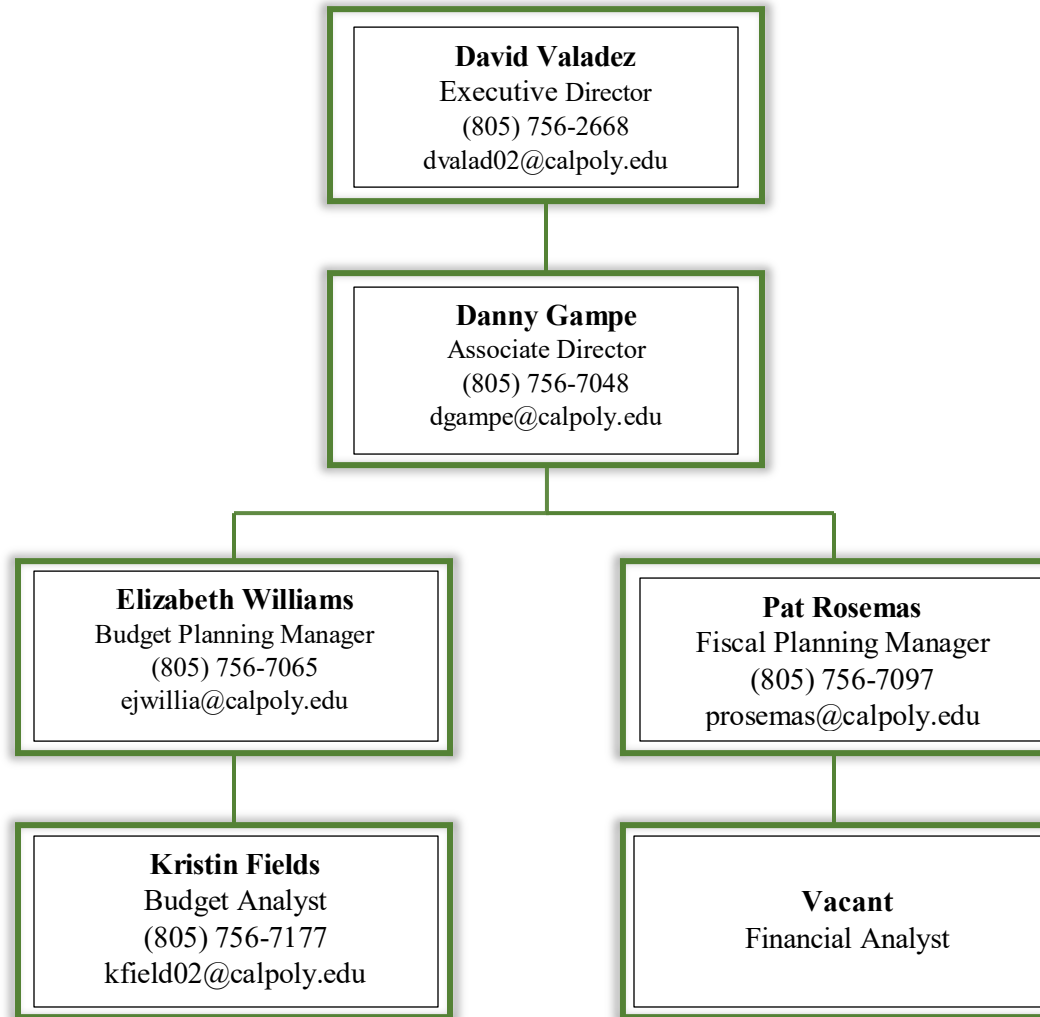 David Valadez
Executive Director
(805) 756-2668
dvalad02@calpoly.edu
Danny Gampe
Associate Director
(805) 756-7048
dgampe@calpoly.edu
Elizabeth Williams
Budget Planning Manager
(805) 756-7065
ejwillia@calpoly.edu
Pat Rosemas
Fiscal Planning Manager
(805) 756-7097
prosemas@calpoly.edu
Kristin Fields
Budget Analyst
(805) 756-7177
kfield02@calpoly.edu
Vacant
Financial Analyst